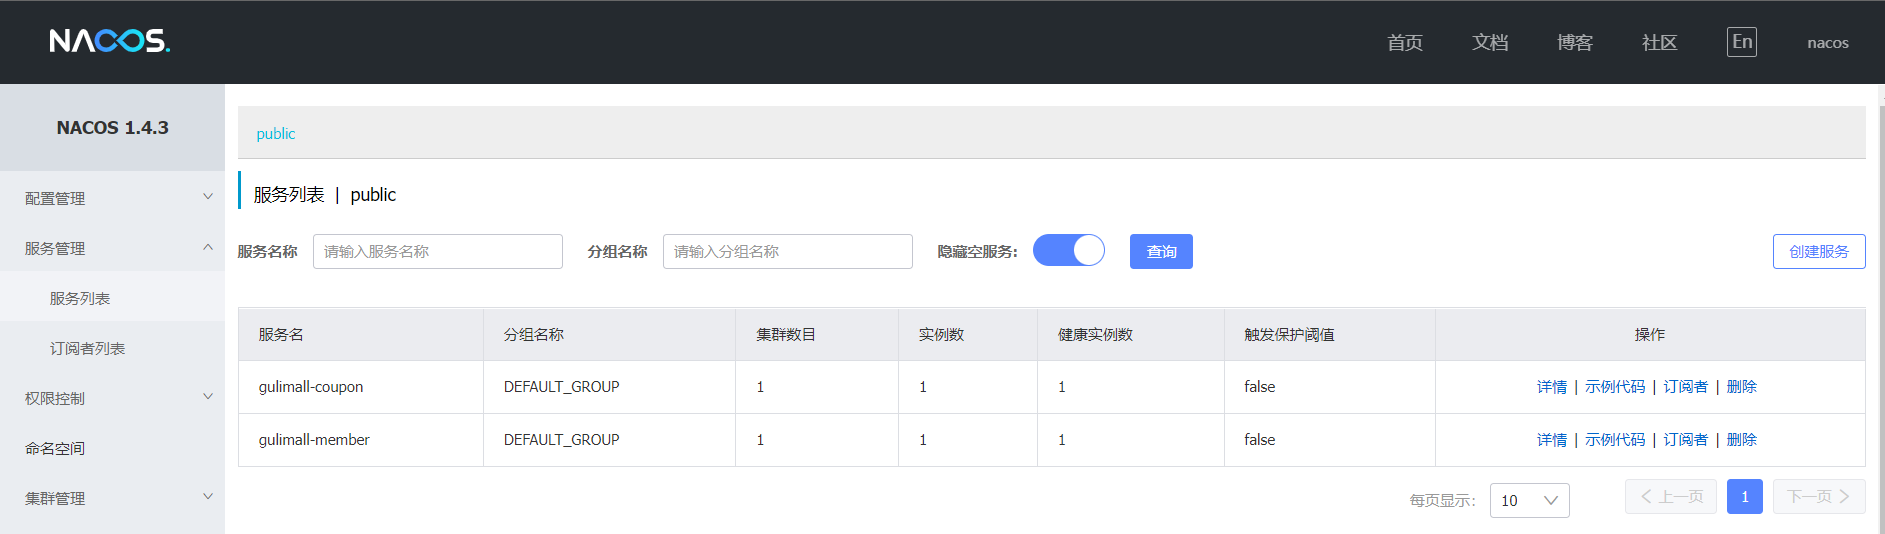 NACOS.
首页 文档 博客 社区 En nacos
NACOS 1.4.3
配置管理
服务管理
服务列表
订阅者列表
权限控制
命名空间
集群管理
public
服务列表 | public
服务名称 请输入服务名称 分组名称 请输入分组名称 隐藏空服务: 查询 创建服务
服务名 分组名称 集群数目 实例数 健康实例数 触发保护阈值 操作
gulimall-coupon DEFAULT_GROUP 1 1 1 false 详情 | 示例代码 | 订阅者 | 删除
gulimall-member DEFAULT_GROUP 1 1 1 false 详情 | 示例代码 | 订阅者 | 删除
每页显示: 10 上一页 1 下一页